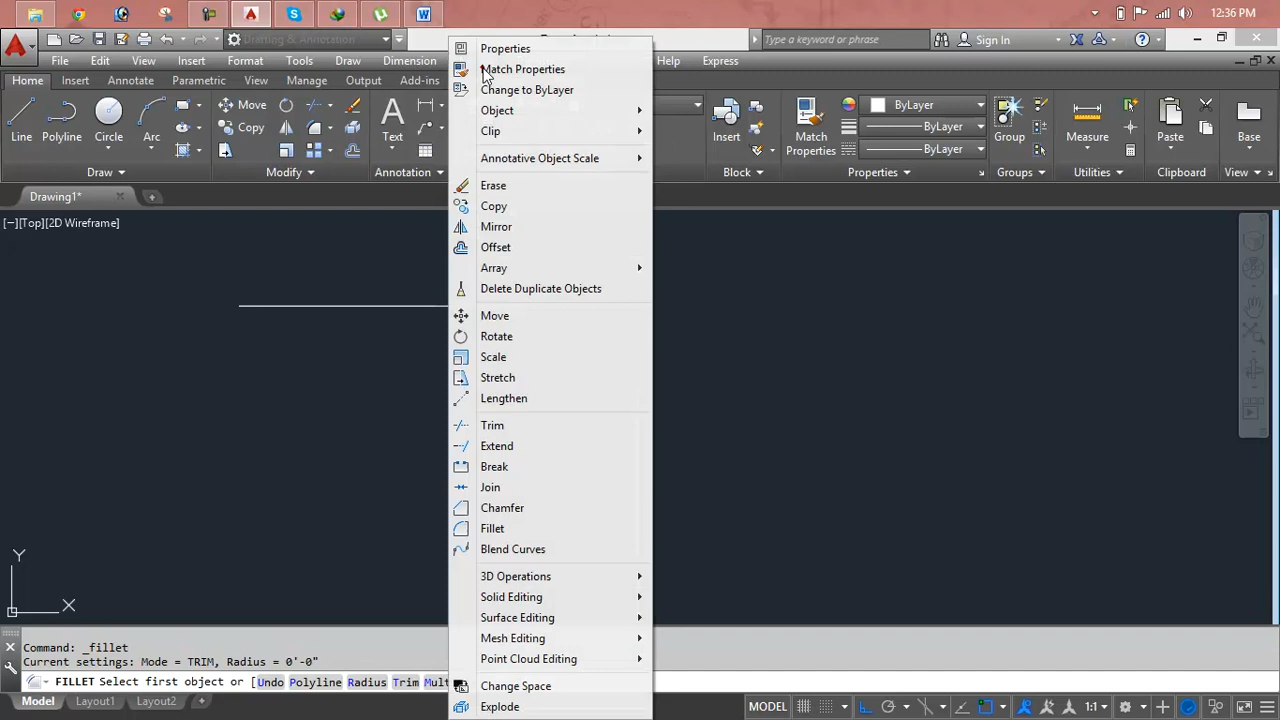 12:36 PM
Drafting & Annotation
Type a keyword or phrase
Sign In
File
Edit
View
Insert
Format
Tools
Dimension
Help
Express
Home
Insert
Annotate
Parametric
View
Manage
Output
Add-ins
Line
Polyline
Circle
Arc
Draw
Move
Copy
Modify
Text
Annotation
Insert
Block
Match
Properties
ByLayer
ByLayer
ByLayer
Properties
Group
Groups
Measure
Utilities
Paste
Clipboard
Base
View
Drawing1*
[−][Top][2D Wireframe]
Properties
Match Properties
Change to ByLayer
Object
Clip
Annotative Object Scale
Erase
Copy
Mirror
Offset
Array
Delete Duplicate Objects
Move
Rotate
Scale
Stretch
Lengthen
Trim
Extend
Break
Join
Chamfer
Fillet
Blend Curves
3D Operations
Solid Editing
Surface Editing
Mesh Editing
Point Cloud Editing
Change Space
Explode
Y
X
Command: _fillet
Current settings: Mode = TRIM, Radius = 0'-0"
FILLET Select first object or [Undo Polyline Radius Trim Mult
Model
Layout1
Layout2
MODEL
1:1